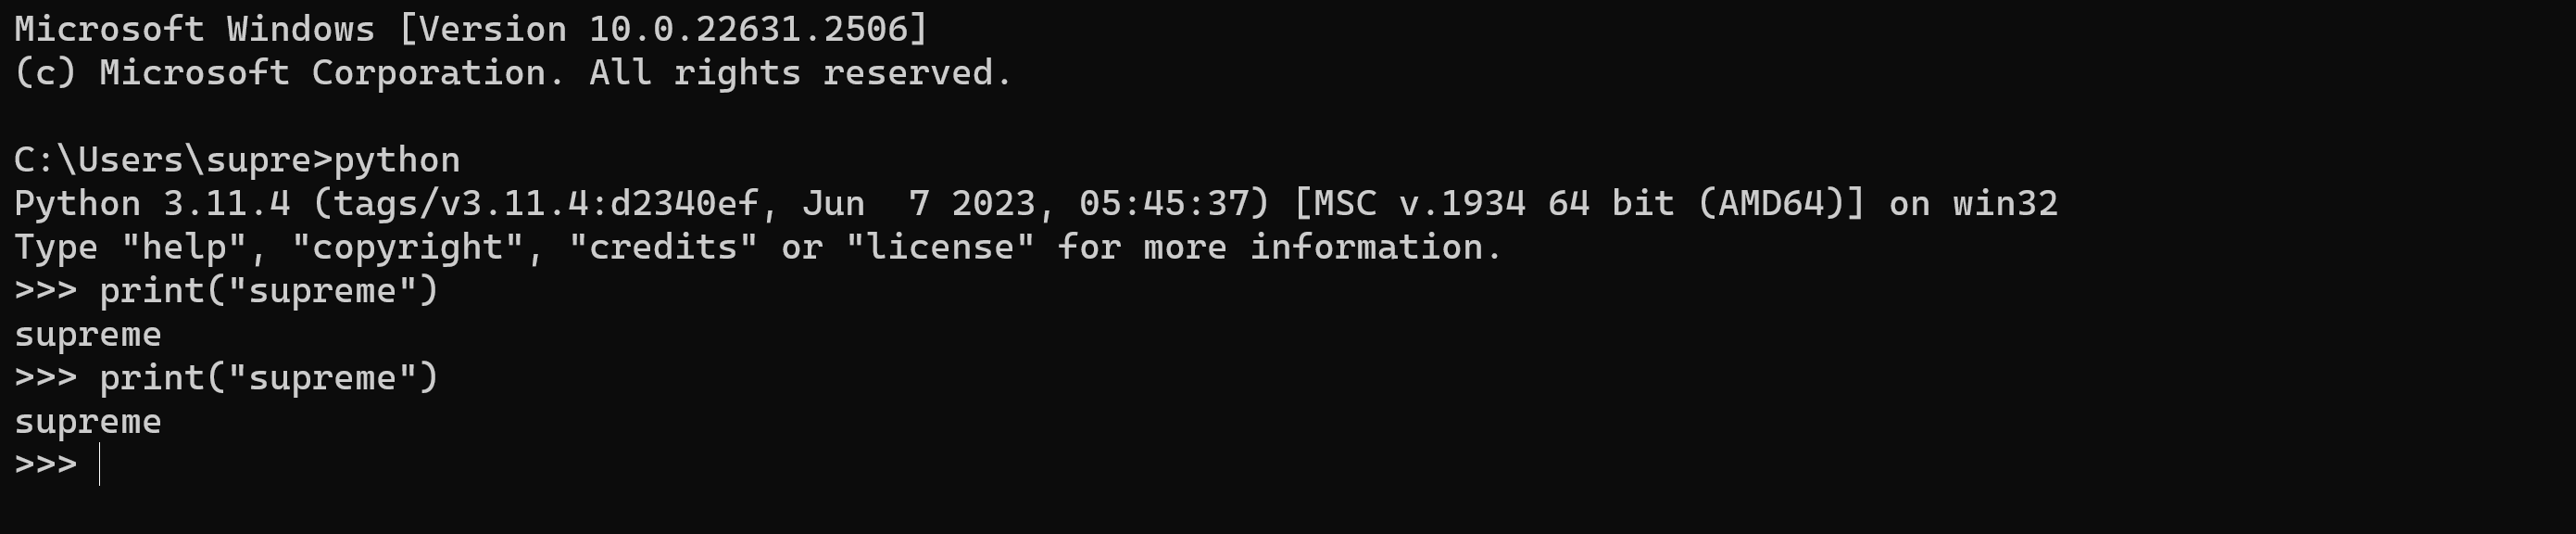 Microsoft Windows [Version 10.0.22631.2506]
(c) Microsoft Corporation. All rights reserved.

C:\Users\supre>python
Python 3.11.4 (tags/v3.11.4:d2340ef, Jun  7 2023, 05:45:37) [MSC v.1934 64 bit (AMD64)] on win32
Type "help", "copyright", "credits" or "license" for more information.
>>> print("supreme")
supreme
>>> print("supreme")
supreme
>>>